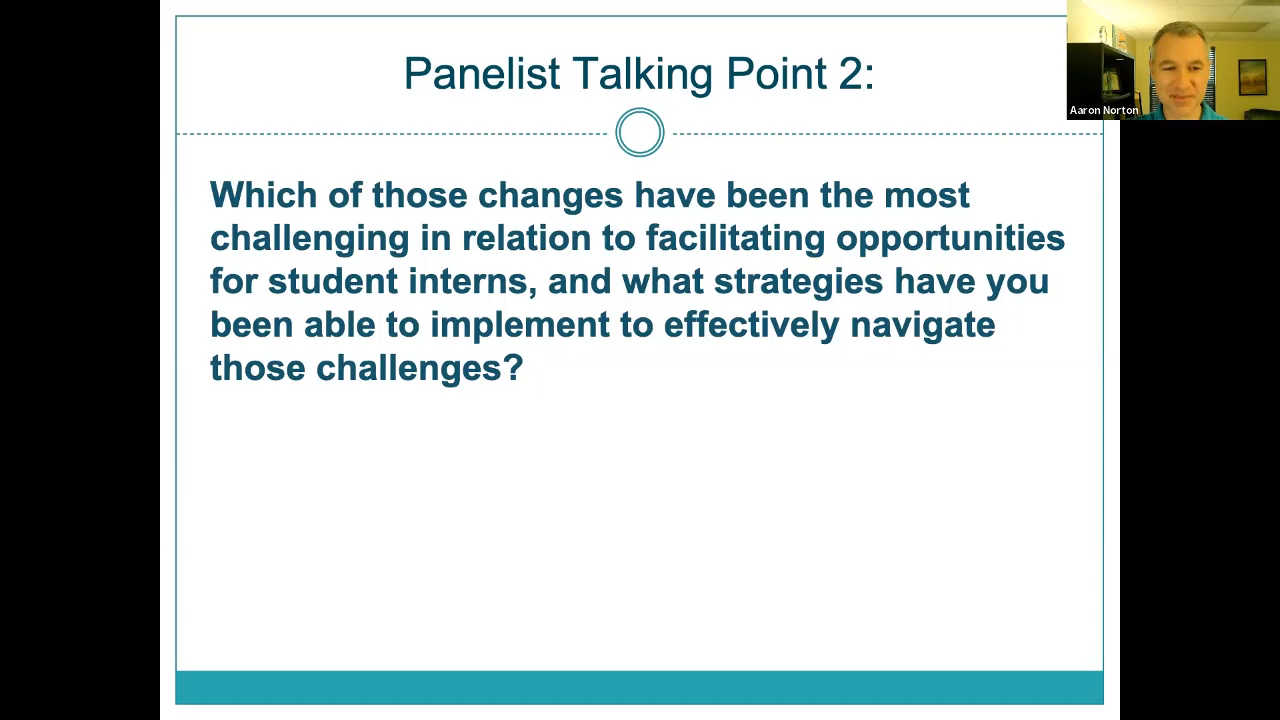 Panelist Talking Point 2:
Aaron Norton
Which of those changes have been the most
challenging in relation to facilitating opportunities
for student interns, and what strategies have you
been able to implement to effectively navigate
those challenges?